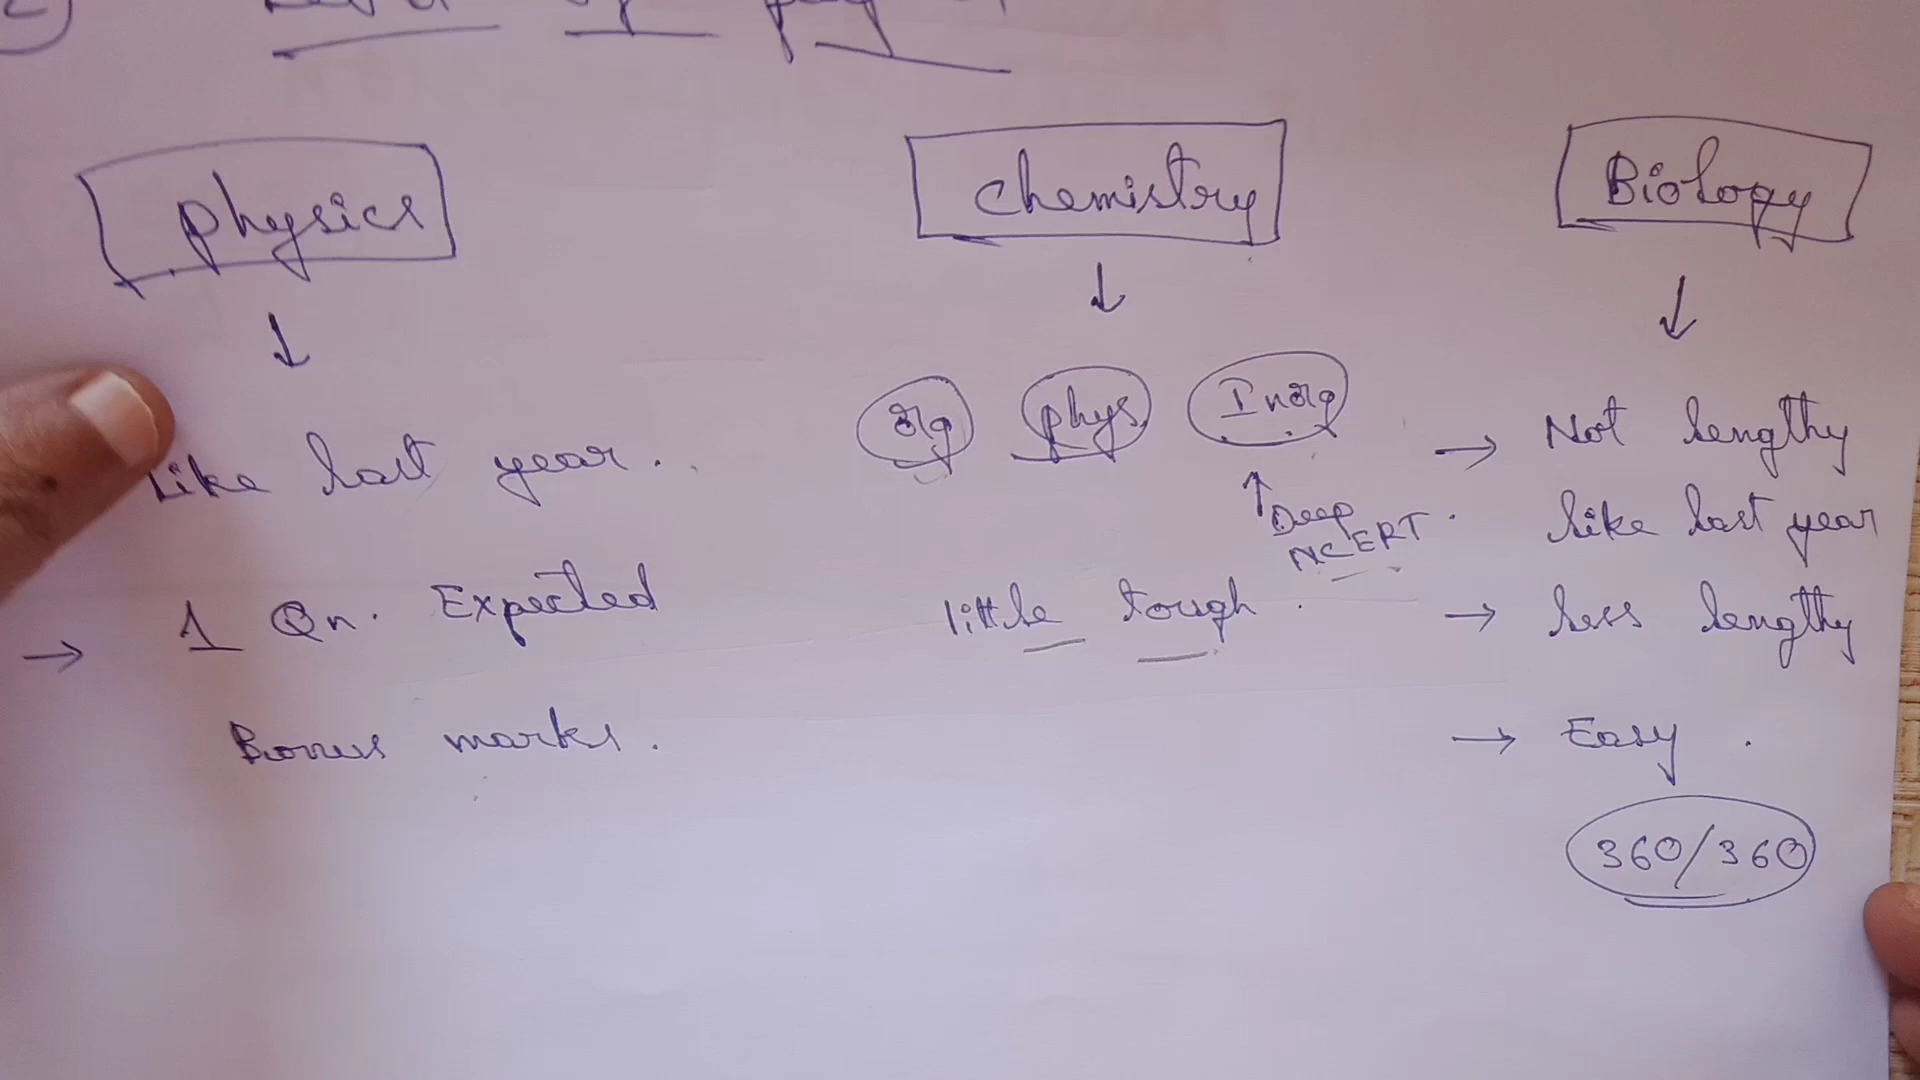 Physics
Like last year.
→ 1 Qn. Expected
Bonus marks.
Chemistry
Org Phys Inorg
Deep
NCERT.
little tough.
Biology
→ Not lengthy
like last year
→ less lengthy
→ Easy.
360/360